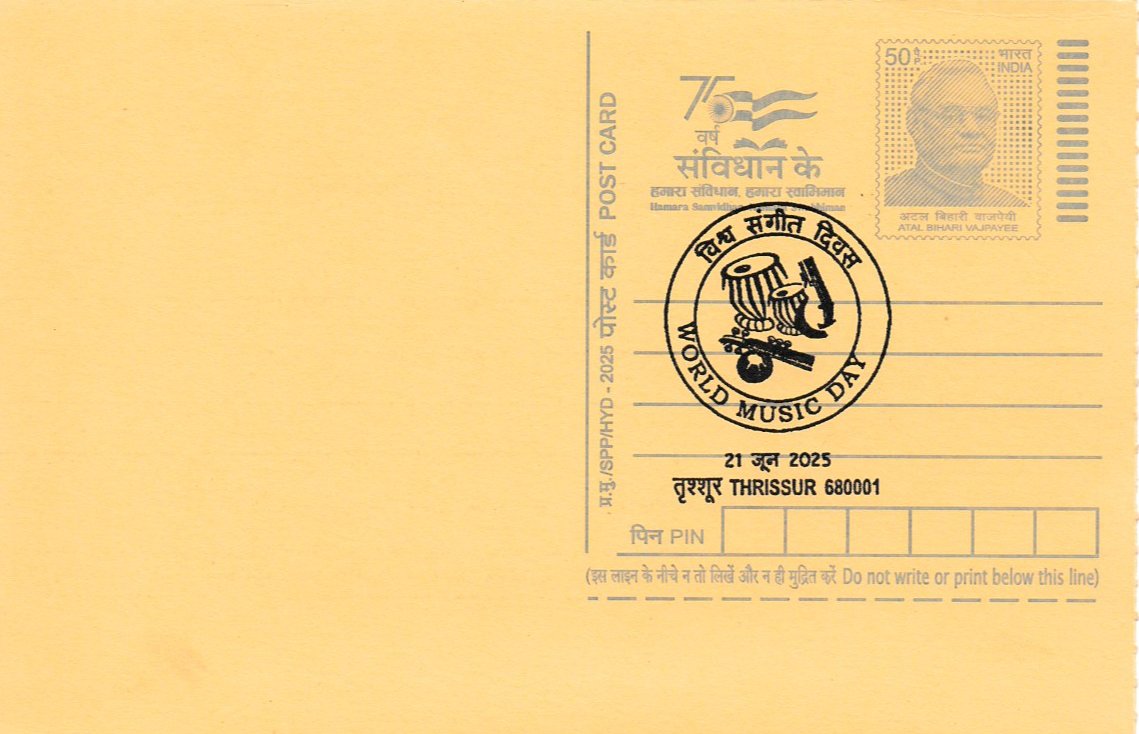 प्र.मु./SPP/HYD - 2025 पोस्ट कार्ड POST CARD
75
वर्ष
संविधान के
हमारा संविधान, हमारा स्वाभिमान
Hamara Samvidhan
50 पै P
भारत
INDIA
अटल बिहारी वाजपेयी
ATAL BIHARI VAJPAYEE
विश्व संगीत दिवस
WORLD MUSIC DAY
21 जून 2025
तृश्शूर THRISSUR 680001
पिन PIN
(इस लाइन के नीचे न तो लिखें और न ही मुद्रित करें Do not write or print below this line)